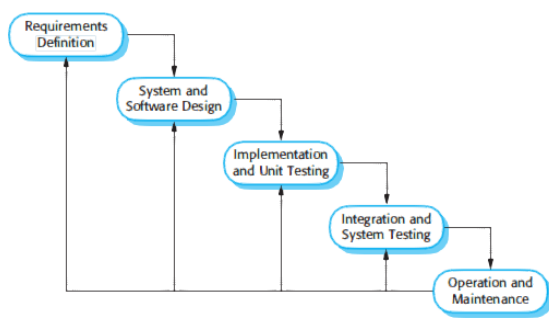 Requirements
Definition
System and
Software Design
Implementation
and Unit Testing
Integration and
System Testing
Operation and
Maintenance